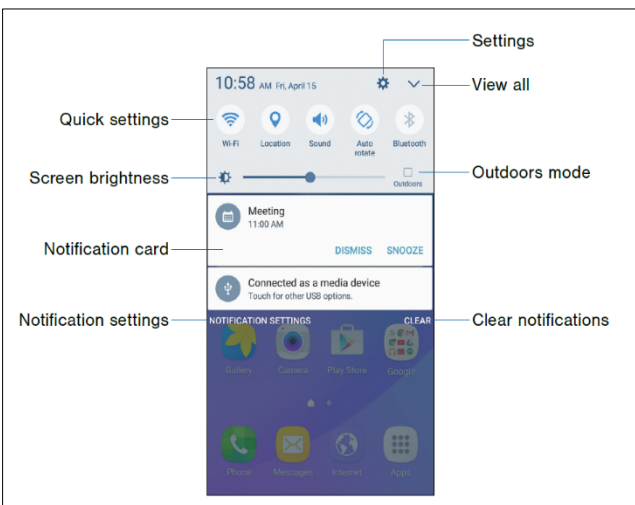 Settings
10:58 AM Fri, April 15
View all
Quick settings
Wi-Fi Location Sound Auto rotate Bluetooth
Screen brightness
Outdoors mode
Outdoors
Meeting
11:00 AM
Notification card
DISMISS SNOOZE
Connected as a media device
Touch for other USB options.
Notification settings
NOTIFICATION SETTINGS CLEAR
Clear notifications
Gallery Camera Play Store Google
Phone Messages Internet Apps